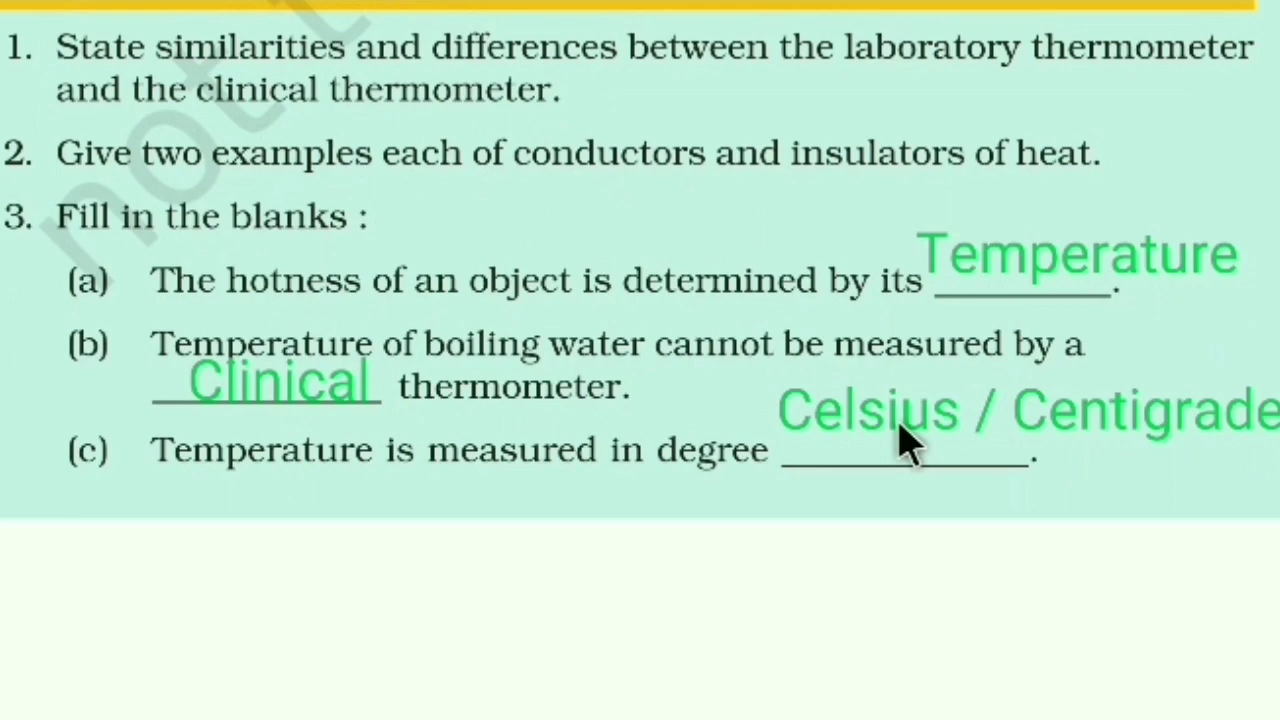 1. State similarities and differences between the laboratory thermometer
and the clinical thermometer.
2. Give two examples each of conductors and insulators of heat.
3. Fill in the blanks :
(a) The hotness of an object is determined by its Temperature.
(b) Temperature of boiling water cannot be measured by a
Clinical thermometer.
(c) Temperature is measured in degree Celsius / Centigrade.
not